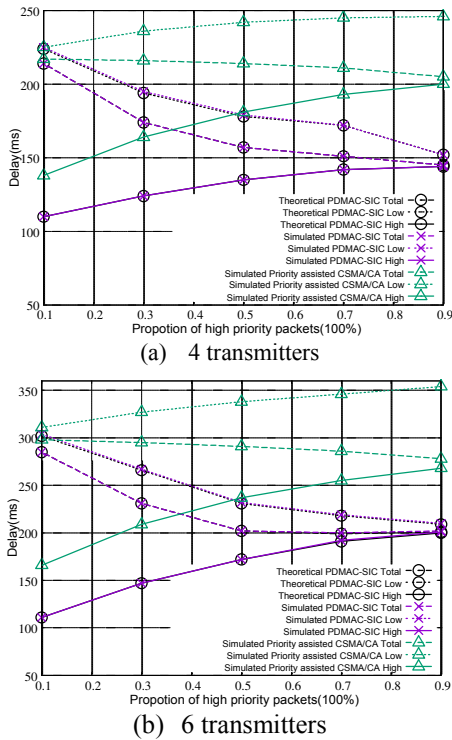 250
200
150
100
50
Delay(ms)
Theoretical PDMAC-SIC Total
Theoretical PDMAC-SIC Low
Theoretical PDMAC-SIC High
Simulated PDMAC-SIC Total
Simulated PDMAC-SIC Low
Simulated PDMAC-SIC High
Simulated Priority assisted CSMA/CA Total
Simulated Priority assisted CSMA/CA Low
Simulated Priority assisted CSMA/CA High
0.1 0.2 0.3 0.4 0.5 0.6 0.7 0.8 0.9
Propotion of high priority packets(100%)
(a) 4 transmitters
350
300
250
200
150
100
50
Delay(ms)
Theoretical PDMAC-SIC Total
Theoretical PDMAC-SIC Low
Theoretical PDMAC-SIC High
Simulated PDMAC-SIC Total
Simulated PDMAC-SIC Low
Simulated PDMAC-SIC High
Simulated Priority assisted CSMA/CA Total
Simulated Priority assisted CSMA/CA Low
Simulated Priority assisted CSMA/CA High
0.1 0.2 0.3 0.4 0.5 0.6 0.7 0.8 0.9
Propotion of high priority packets(100%)
(b) 6 transmitters